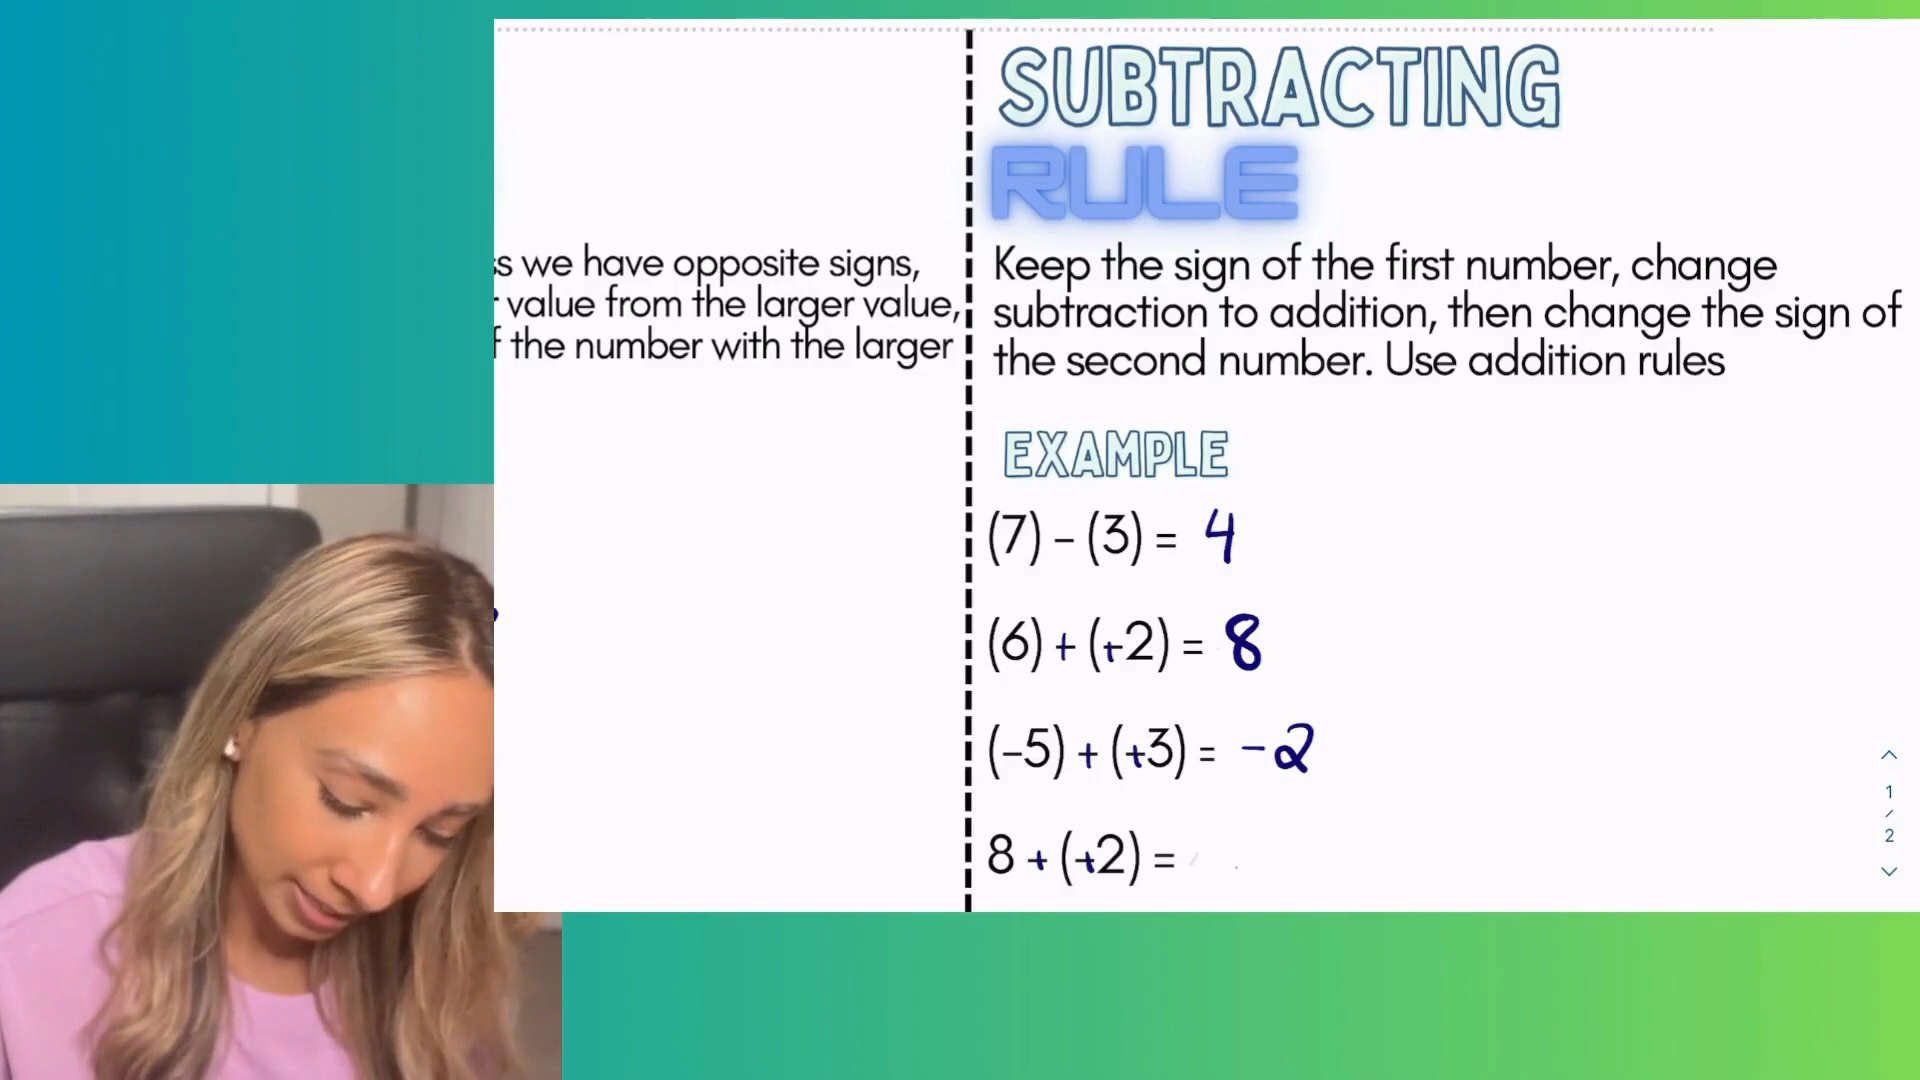 SUBTRACTING
RULE
s we have opposite signs,
value from the larger value,
the number with the larger
Keep the sign of the first number, change
subtraction to addition, then change the sign of
the second number. Use addition rules
EXAMPLE
(7) - (3) = 4
(6) + (+2) = 8
(-5) + (+3) = -2
8 + (+2) =
1
/
2